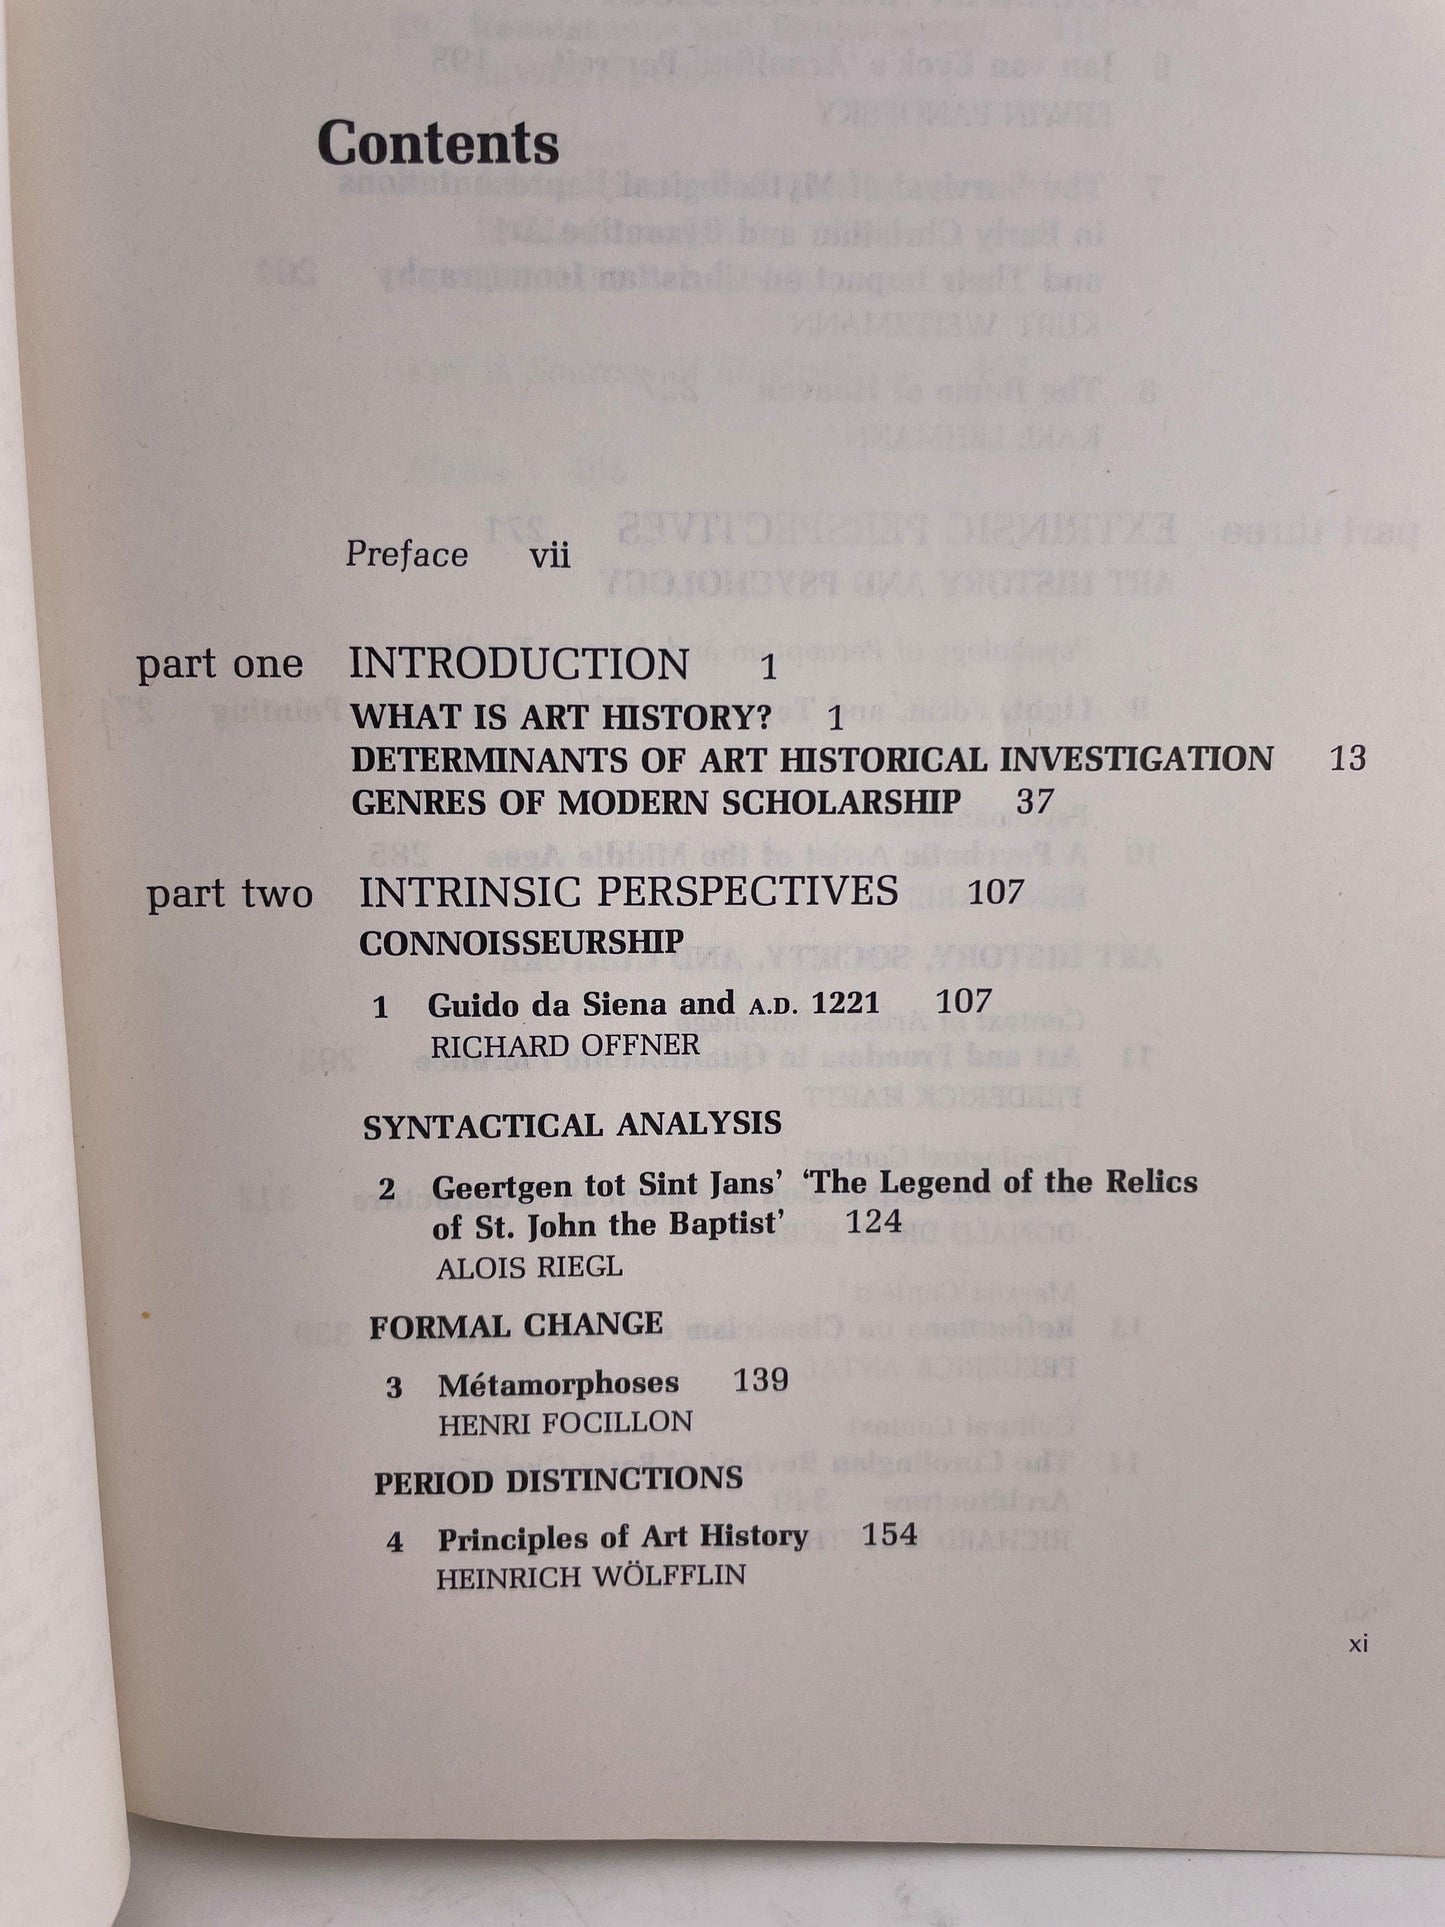 Contents
Preface vii
part one INTRODUCTION 1
WHAT IS ART HISTORY? 1
DETERMINANTS OF ART HISTORICAL INVESTIGATION 13
GENRES OF MODERN SCHOLARSHIP 37
part two INTRINSIC PERSPECTIVES 107
CONNOISSEURSHIP
1 Guido da Siena and A.D. 1221 107
RICHARD OFFNER
SYNTACTICAL ANALYSIS
2 Geertgen tot Sint Jans’ ‘The Legend of the Relics
of St. John the Baptist’ 124
ALOIS RIEGL
FORMAL CHANGE
3 Métamorphoses 139
HENRI FOCILLON
PERIOD DISTINCTIONS
4 Principles of Art History 154
HEINRICH WÖLFFLIN
xi